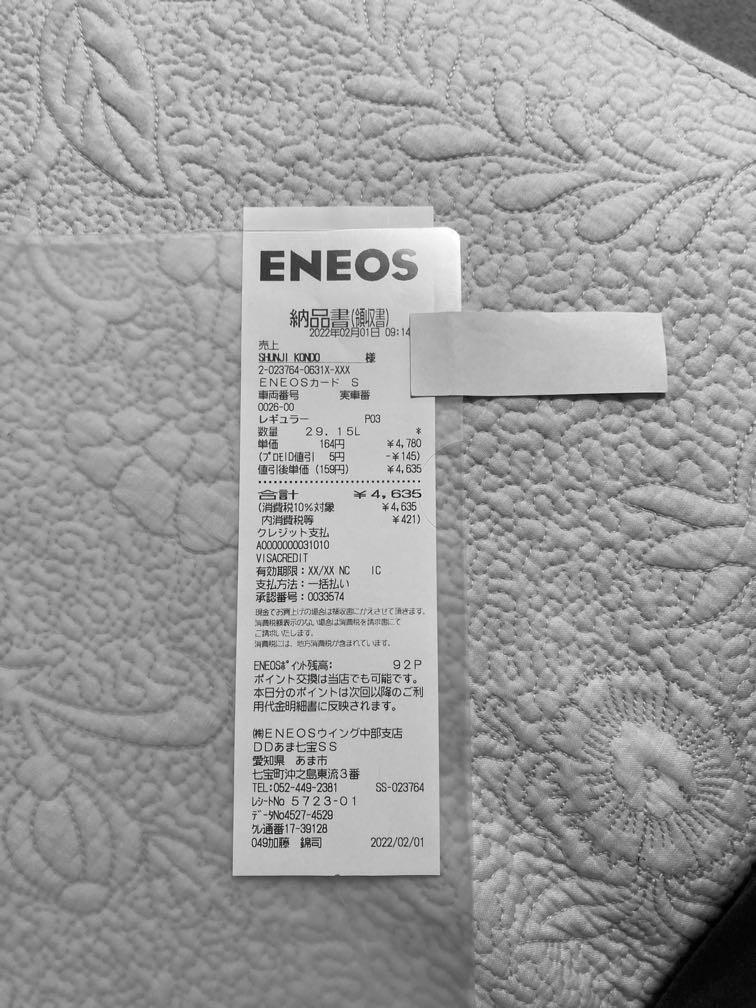 ENEOS
納品書(領収書)
2022年02月01日 09:14
売上
SHUNJI KONDO 様
2-023764-0631X-XXX
ENEOSカード S
車両番号 実車番
0026-00
レギュラー P03
数量 29.15L *
単価 164円 ¥4,780
(プロモID値引 5円 -¥145)
値引後単価 (159円) ¥4,635
合計 ¥4,635
(消費税10%対象 ¥4,635
内消費税等 ¥421)
クレジット支払
A0000000031010
VISACREDIT
有効期限:XX/XX NC IC
支払方法:一括払い
承認番号:0033574
現金でお買上げの場合は領収書にかえさせて頂きます。
消費税額表示のない場合は消費税を請求書にて
ご請求いたします。
消費税には、地方消費税が含まれています。
ENEOSポイント残高: 92P
ポイント交換は当店でも可能です。
本日分のポイントは次回以降のご利
用代金明細書に反映されます。
㈱ENEOSウイング中部支店
DDあま七宝SS
愛知県 あま市
七宝町沖之島東流3番
TEL:052-449-2381 SS-023764
レシートNo 5723-01
データNo4527-4529
クレ通番17-39128
049加藤 錦司 2022/02/01